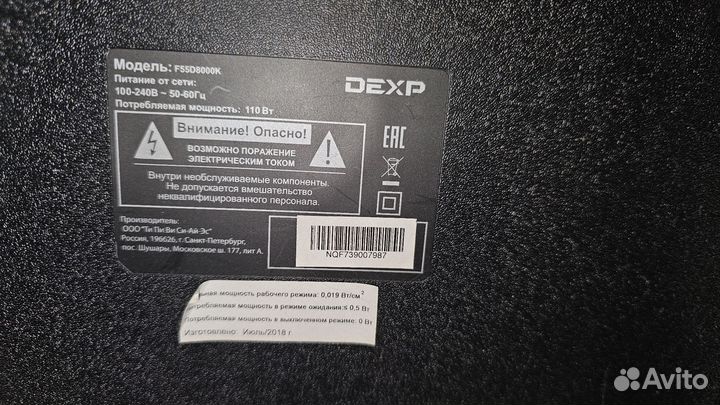 Модель: F55D8000K
DEXP
Питание от сети:
100-240В ~ 50-60Гц
Потребляемая мощность: 110 Вт
Внимание! Опасно!
ВОЗМОЖНО ПОРАЖЕНИЕ
ЭЛЕКТРИЧЕСКИМ ТОКОМ
Внутри необслуживаемые компоненты.
Не допускается вмешательство
неквалифицированного персонала.
EAC
Производитель:
ООО "Ти Пи Ви Си-Ай-Эс"
Россия, 196626, г. Санкт-Петербург,
пос. Шушары, Московское ш. 177, лит А.
NQF739007987
льная мощность рабочего режима: 0,019 Вт/см²
требляемая мощность в режиме ожидания:≤ 0,5 Вт
Потребляемая мощность в выключенном режиме: 0 Вт
Изготовлено: Июль/2018 г.
Avito